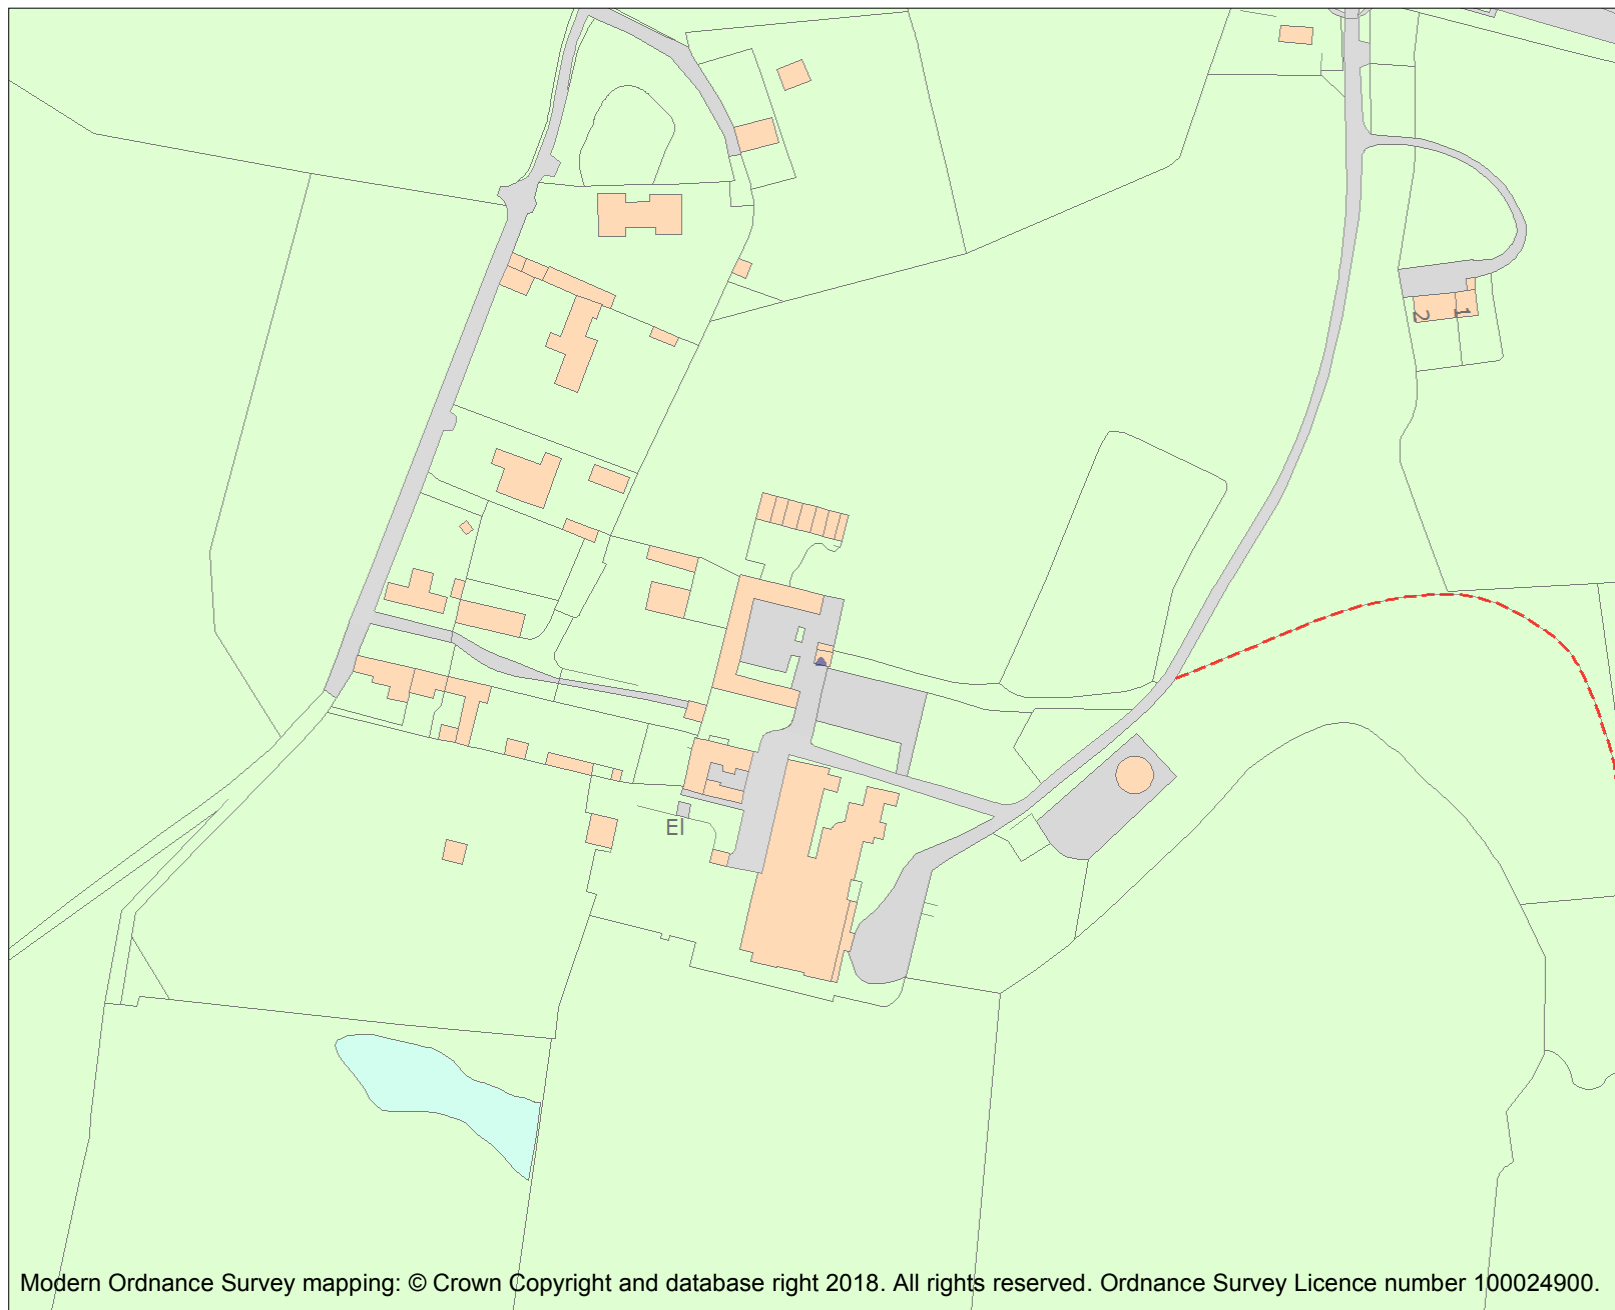 2
1
El
Modern Ordnance Survey mapping: © Crown Copyright and database right 2018. All rights reserved. Ordnance Survey Licence number 100024900.